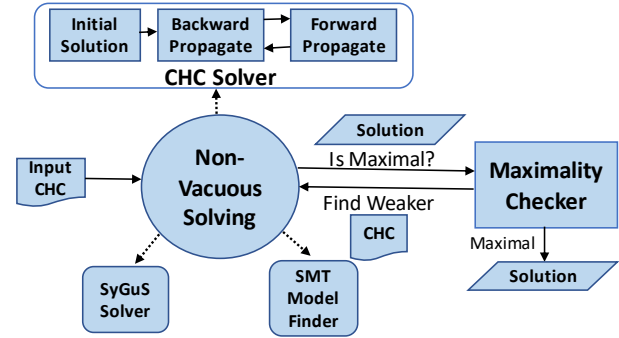 Initial
Solution
Backward
Propagate
Forward
Propagate
CHC Solver
Solution
Input
CHC
Non-
Vacuous
Solving
Is Maximal?
Find Weaker
CHC
Maximality
Checker
Maximal
Solution
SyGuS
Solver
SMT
Model
Finder